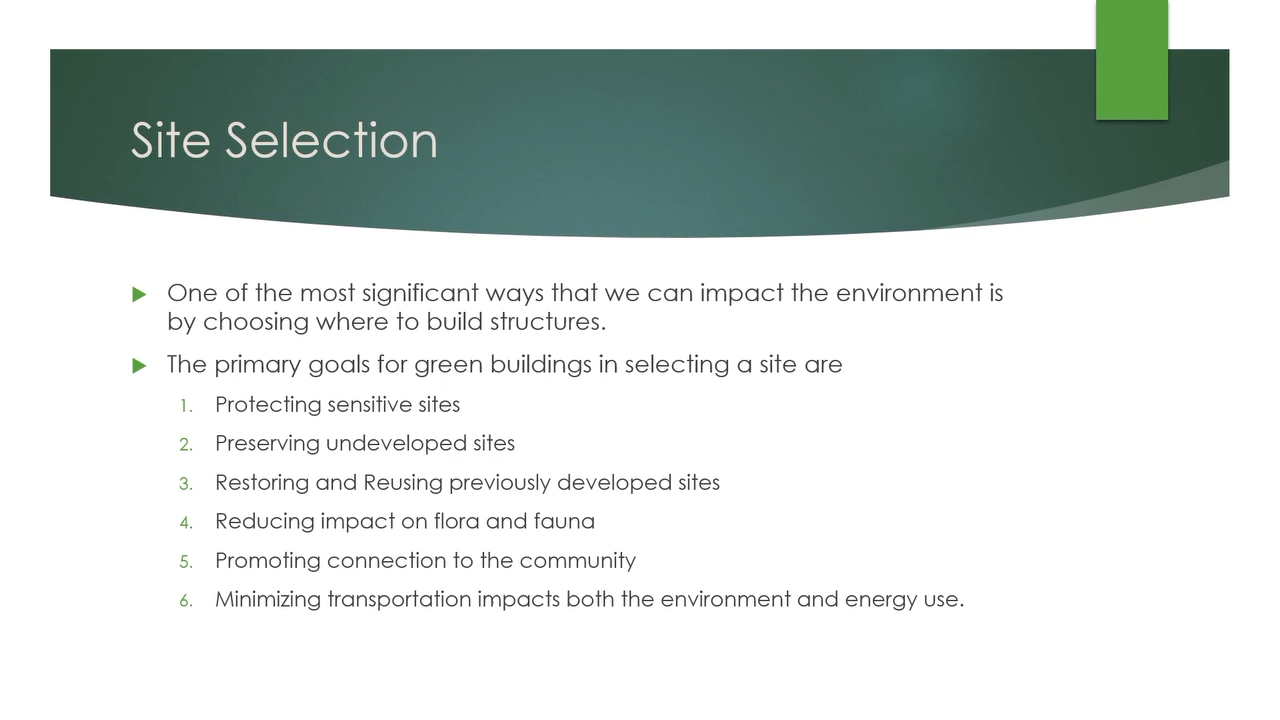 Site Selection
One of the most significant ways that we can impact the environment is
by choosing where to build structures.
The primary goals for green buildings in selecting a site are
1. Protecting sensitive sites
2. Preserving undeveloped sites
3. Restoring and Reusing previously developed sites
4. Reducing impact on flora and fauna
5. Promoting connection to the community
6. Minimizing transportation impacts both the environment and energy use.